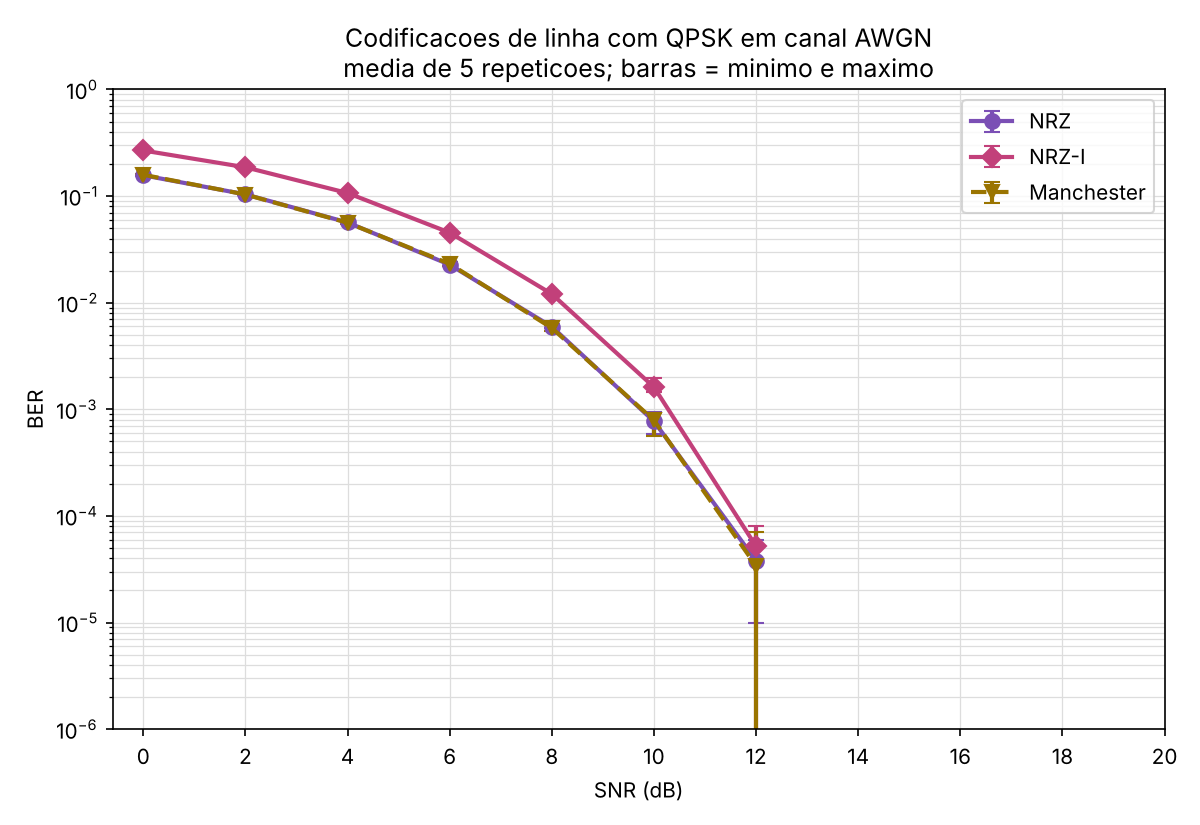 Codificacoes de linha com QPSK em canal AWGN
media de 5 repeticoes; barras = minimo e maximo
NRZ
NRZ-I
Manchester
10⁰
10⁻¹
10⁻²
10⁻³
10⁻⁴
10⁻⁵
10⁻⁶
BER
0 2 4 6 8 10 12 14 16 18 20
SNR (dB)